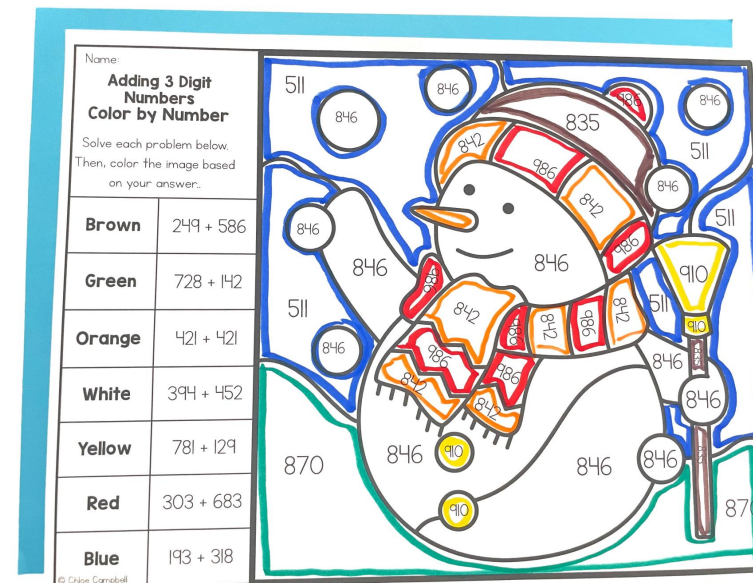 Name:
Adding 3 Digit
Numbers
Color by Number
Solve each problem below.
Then, color the image based
on your answer..
Brown 249 + 586
Green 728 + 142
Orange 421 + 421
White 394 + 452
Yellow 781 + 129
Red 303 + 683
Blue 193 + 318
© Chloe Campbell
511
846
846
986
846
835
511
842
986
842
846
511
846
986
846
846
910
986
511
842
511
910
846
986
842
986
842
846
986
842
986
842
846
870
846
910
846
846
910